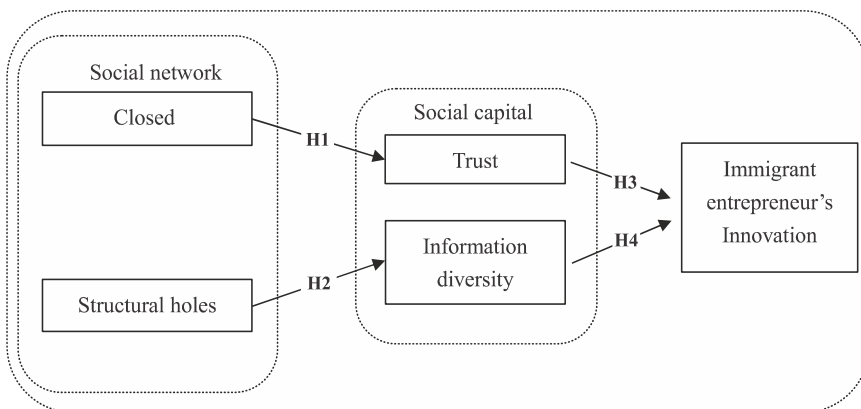 Social network
Closed
H1
Social capital
Trust
H3
Immigrant
entrepreneur's
Innovation
Structural holes
H2
Information
diversity
H4